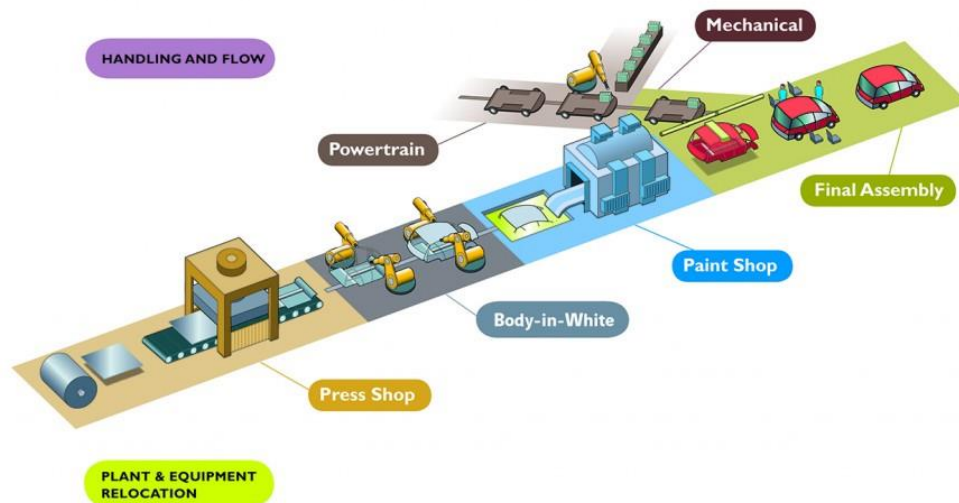 Mechanical
HANDLING AND FLOW
Powertrain
Final Assembly
Paint Shop
Body-in-White
Press Shop
PLANT & EQUIPMENT
RELOCATION